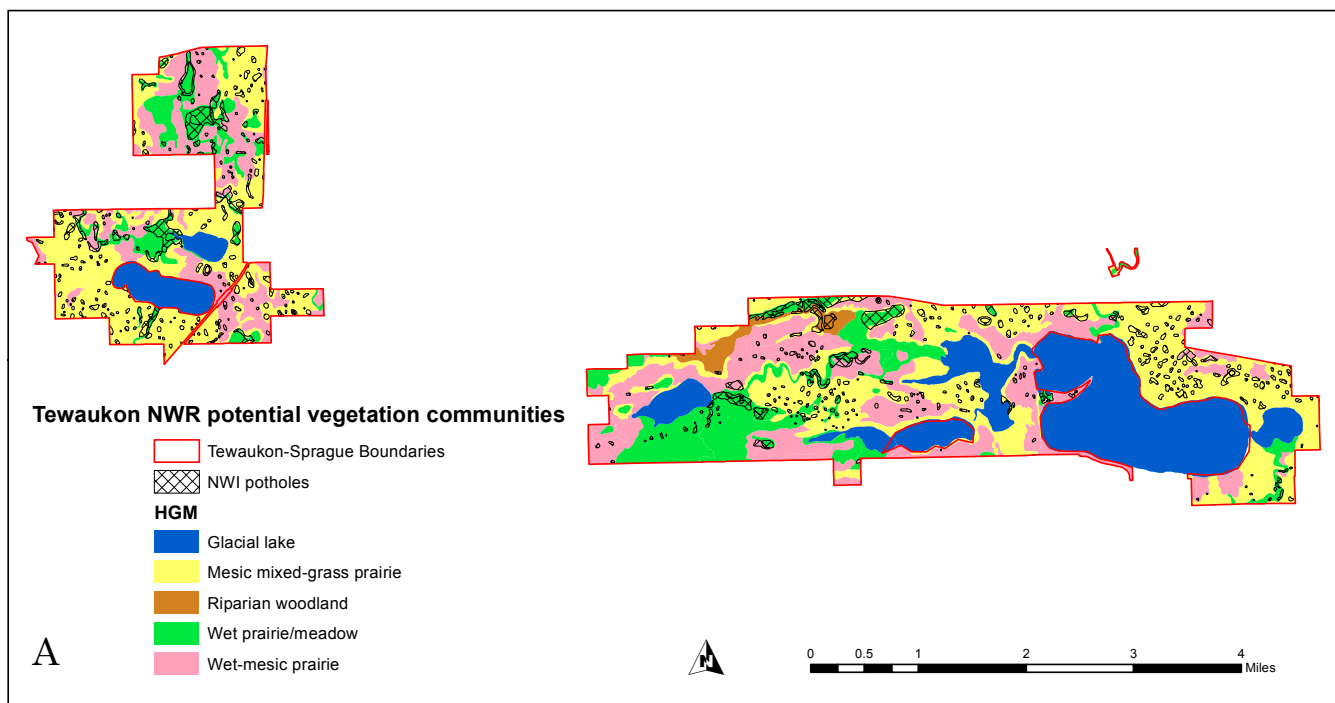 Tewaukon NWR potential vegetation communities
Tewaukon-Sprague Boundaries
NWI potholes
HGM
Glacial lake
Mesic mixed-grass prairie
Riparian woodland
Wet prairie/meadow
Wet-mesic prairie
A
N
0 0.5 1 2 3 4
Miles